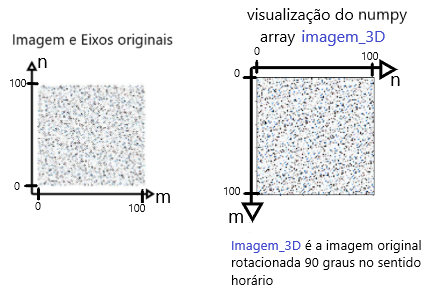 Imagem e Eixos originais
n
100
0
0
100
m
visualização do numpy
array imagem_3D
0
100
0
n
100
m
Imagem_3D é a imagem original
rotacionada 90 graus no sentido
horário